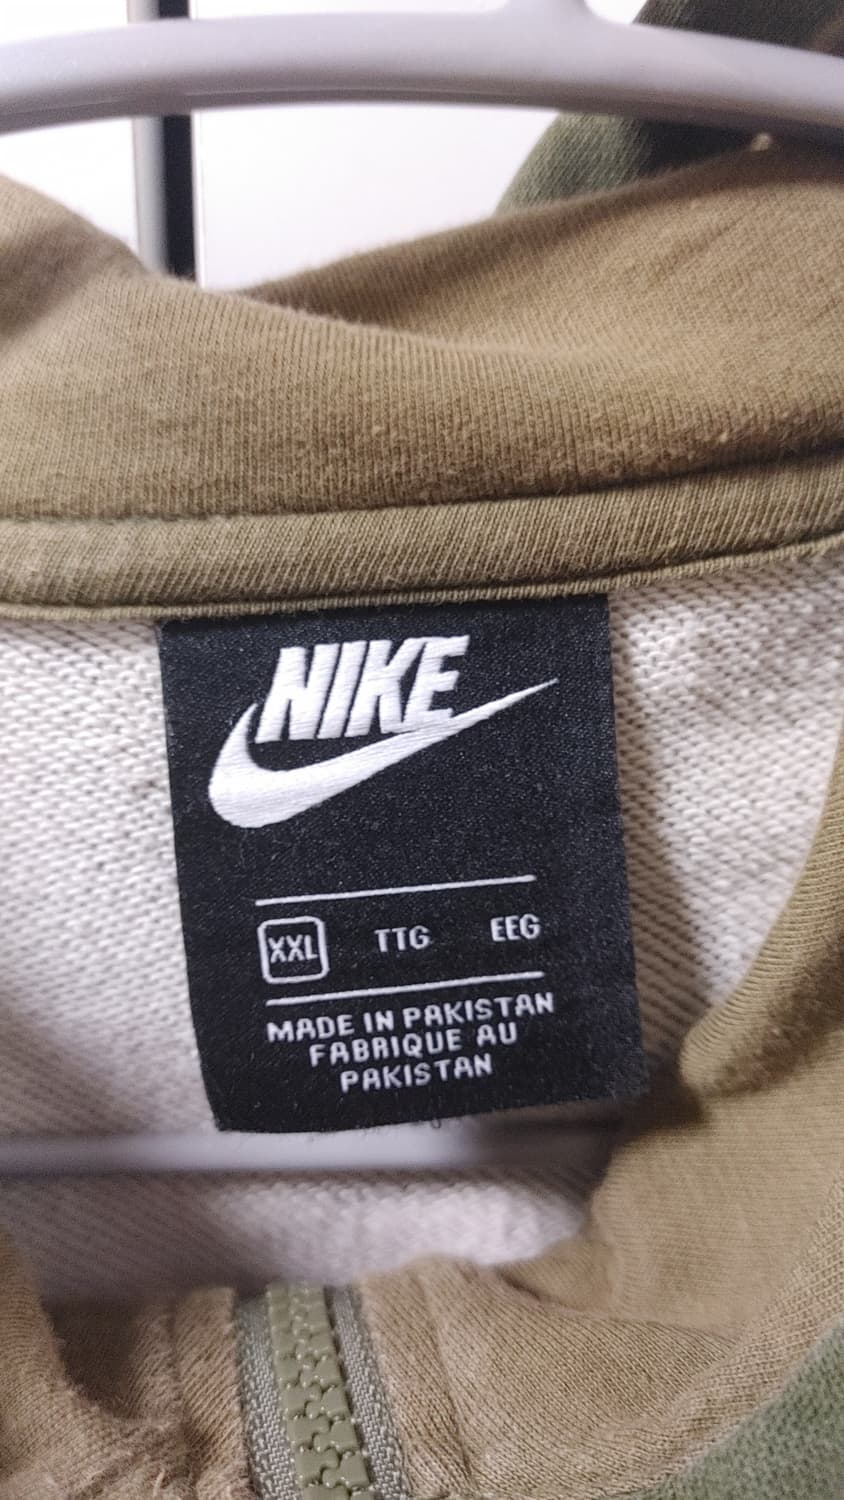 NIKE
XXL TTG EEG
MADE IN PAKISTAN
FABRIQUE AU
PAKISTAN